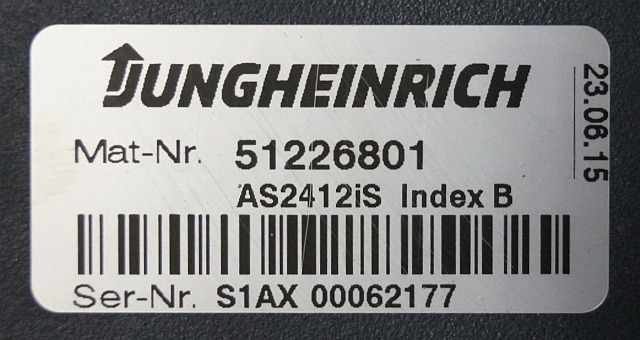 JUNGHEINRICH
Mat-Nr. 51226801
AS2412iS Index B
Ser-Nr. S1AX 00062177
23.06.15